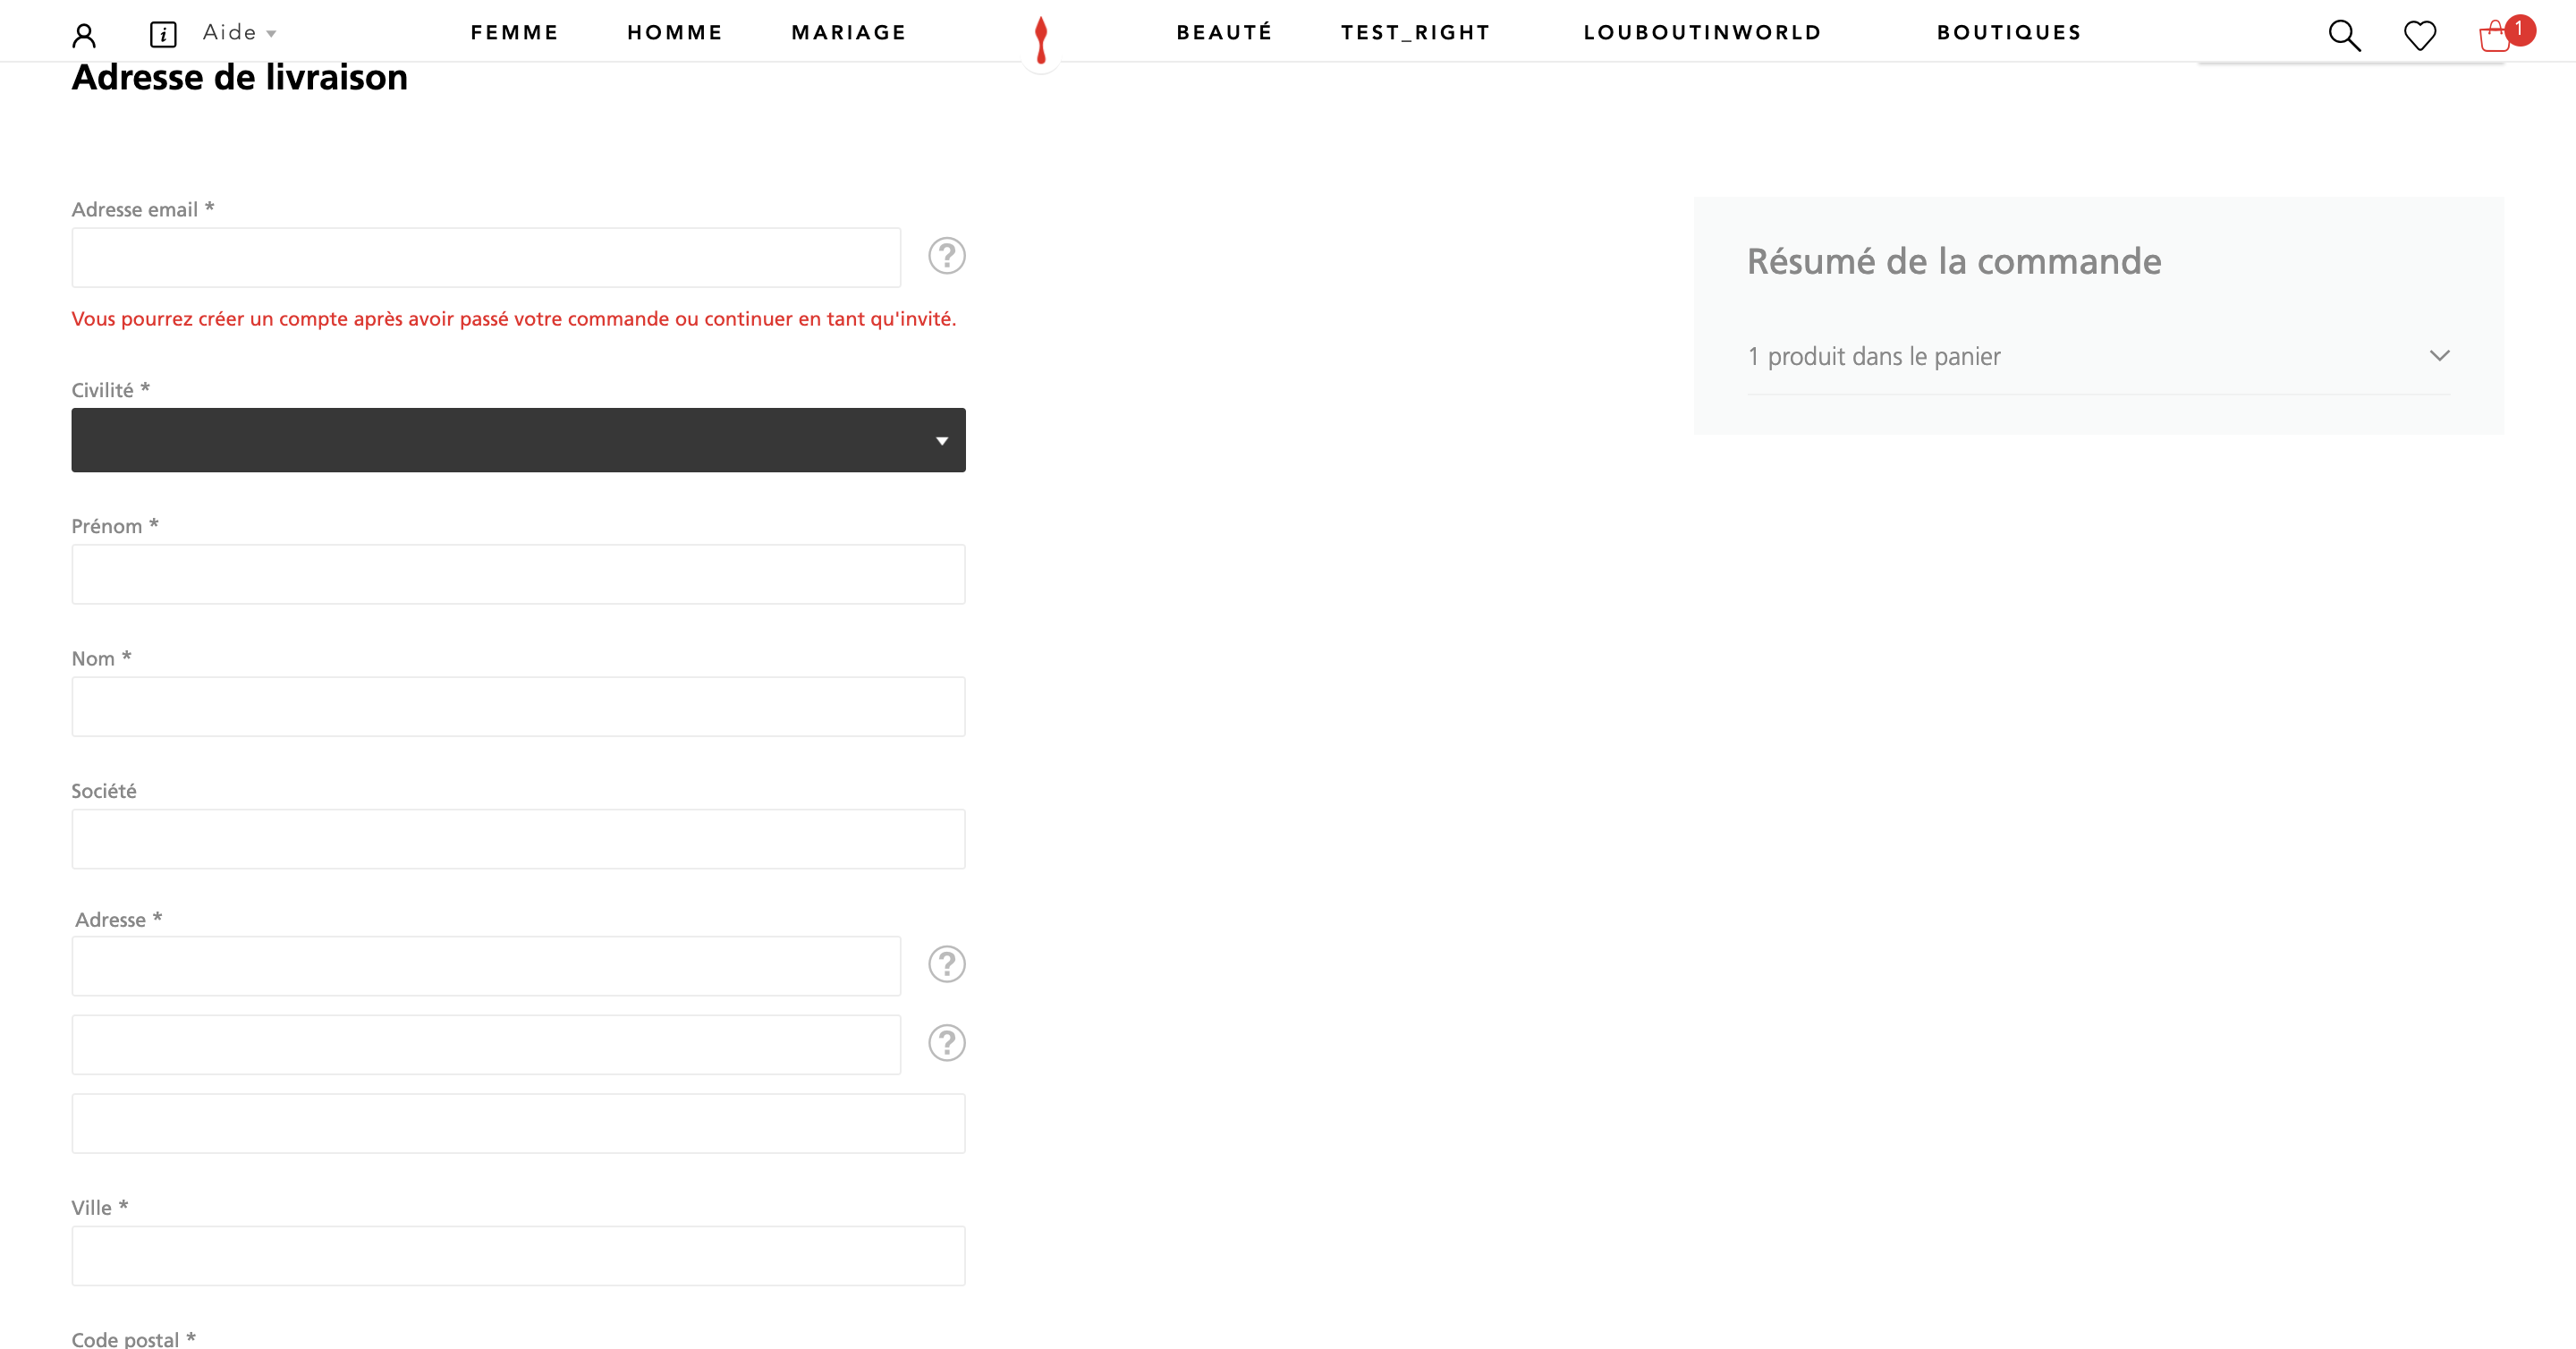 Aide
FEMME HOMME MARIAGE BEAUTÉ TEST_RIGHT LOUBOUTINWORLD BOUTIQUES
1
Adresse de livraison
Adresse email *
?
Vous pourrez créer un compte après avoir passé votre commande ou continuer en tant qu'invité.
Civilité *
Prénom *
Nom *
Société
Adresse *
?
?
Ville *
Code postal *
Résumé de la commande
1 produit dans le panier